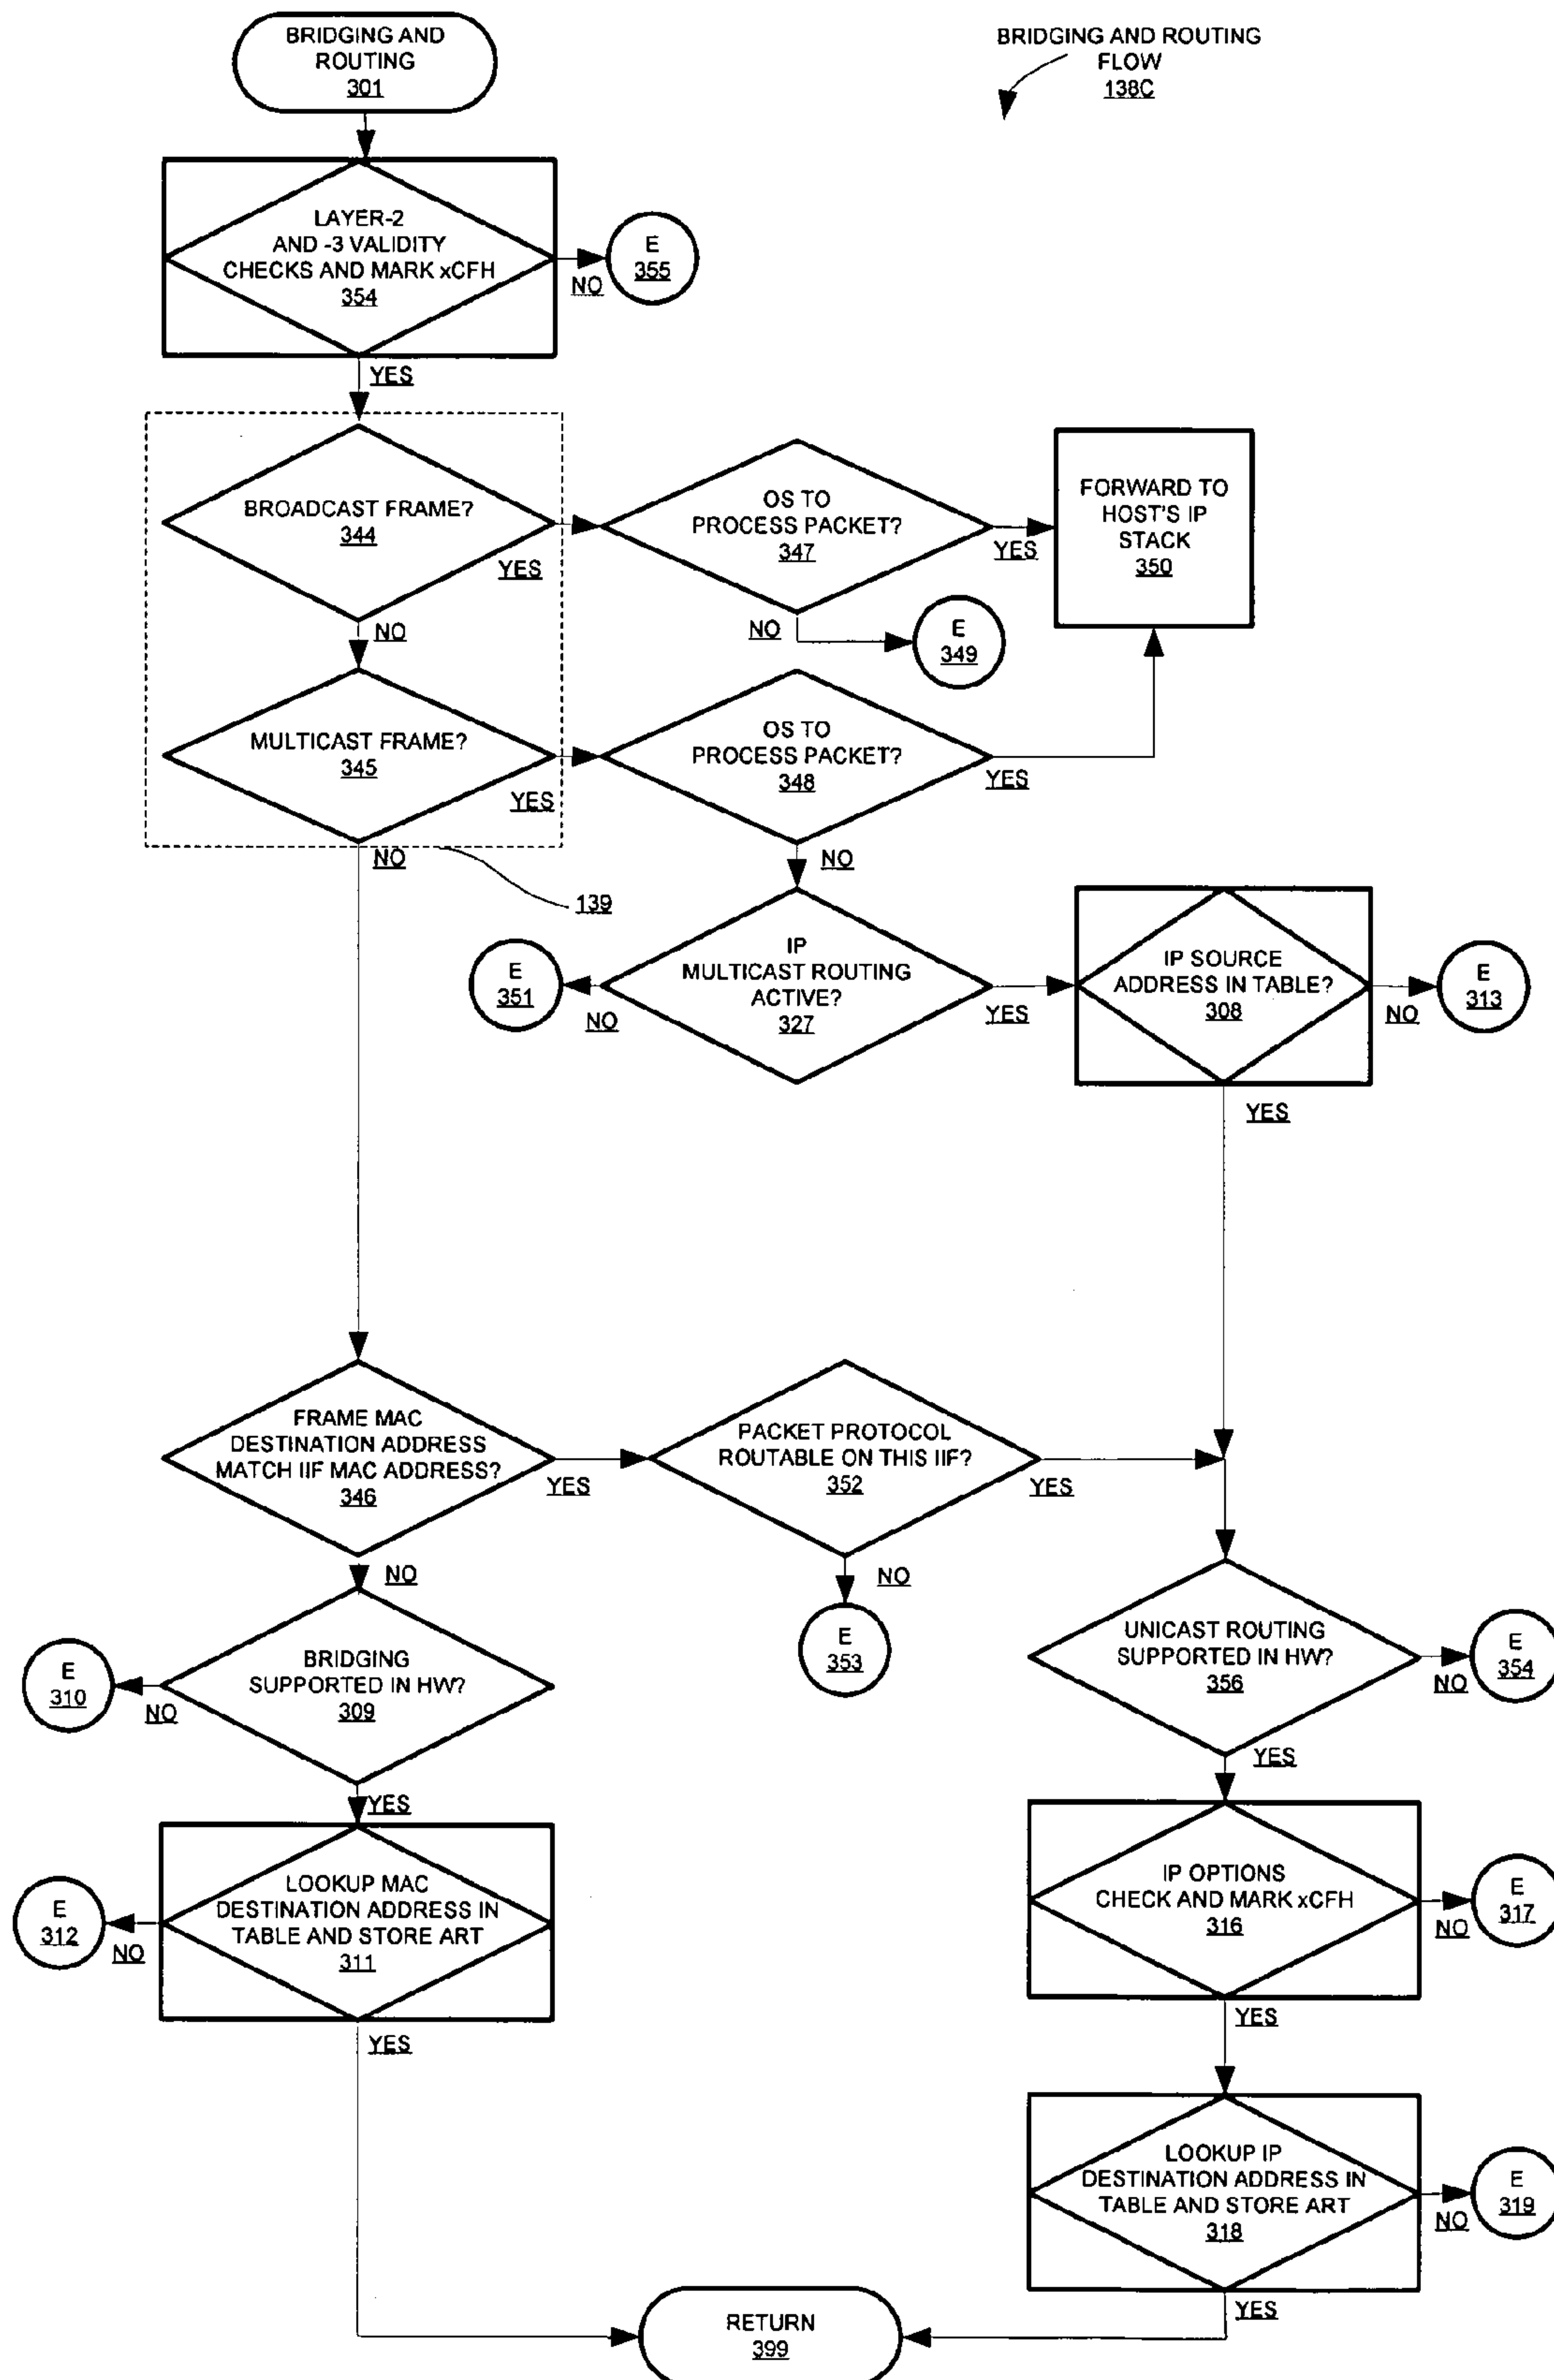 BRIDGING AND
ROUTING
301
BRIDGING AND ROUTING
FLOW
138C
LAYER-2
AND -3 VALIDITY
CHECKS AND MARK xCFH
354
E
355
NO
YES
BROADCAST FRAME?
344
YES
NO
OS TO
PROCESS PACKET?
347
YES
NO
E
349
FORWARD TO
HOST'S IP
STACK
350
MULTICAST FRAME?
345
YES
NO
139
OS TO
PROCESS PACKET?
348
YES
NO
IP
MULTICAST ROUTING
ACTIVE?
327
E
351
NO
YES
IP SOURCE
ADDRESS IN TABLE?
308
E
313
NO
YES
FRAME MAC
DESTINATION ADDRESS
MATCH IIF MAC ADDRESS?
346
YES
NO
PACKET PROTOCOL
ROUTABLE ON THIS IIF?
352
YES
NO
E
353
BRIDGING
SUPPORTED IN HW?
309
E
310
NO
YES
UNICAST ROUTING
SUPPORTED IN HW?
356
E
354
NO
YES
LOOKUP MAC
DESTINATION ADDRESS IN
TABLE AND STORE ART
311
E
312
NO
YES
IP OPTIONS
CHECK AND MARK xCFH
316
E
317
NO
YES
LOOKUP IP
DESTINATION ADDRESS IN
TABLE AND STORE ART
318
E
319
NO
YES
RETURN
399